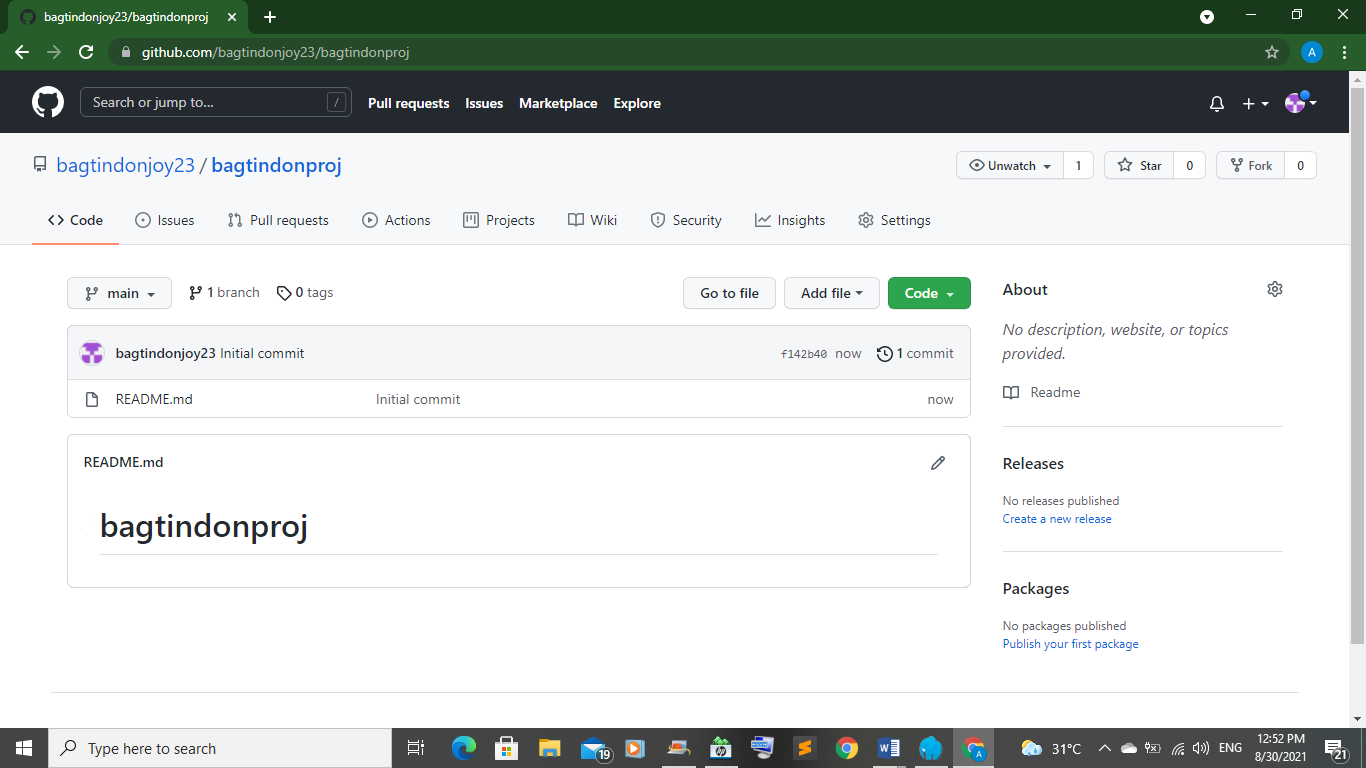 bagtindonjoy23/bagtindonproj
github.com/bagtindonjoy23/bagtindonproj
A
Search or jump to... /
Pull requests Issues Marketplace Explore
bagtindonjoy23 / bagtindonproj
Unwatch 1 Star 0 Fork 0
Code Issues Pull requests Actions Projects Wiki Security Insights Settings
main 1 branch 0 tags Go to file Add file Code
bagtindonjoy23 Initial commit f142b40 now 1 commit
README.md Initial commit now
README.md
bagtindonproj
About
No description, website, or topics
provided.
Readme
Releases
No releases published
Create a new release
Packages
No packages published
Publish your first package
Type here to search
19
A
31°C
ENG
12:52 PM
8/30/2021
21